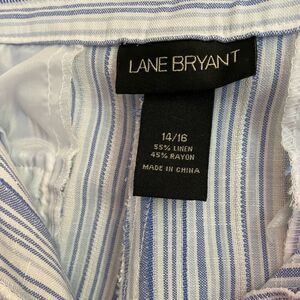 LANE BRYANT
14/16
55% LINEN
45% RAYON
MADE IN CHINA